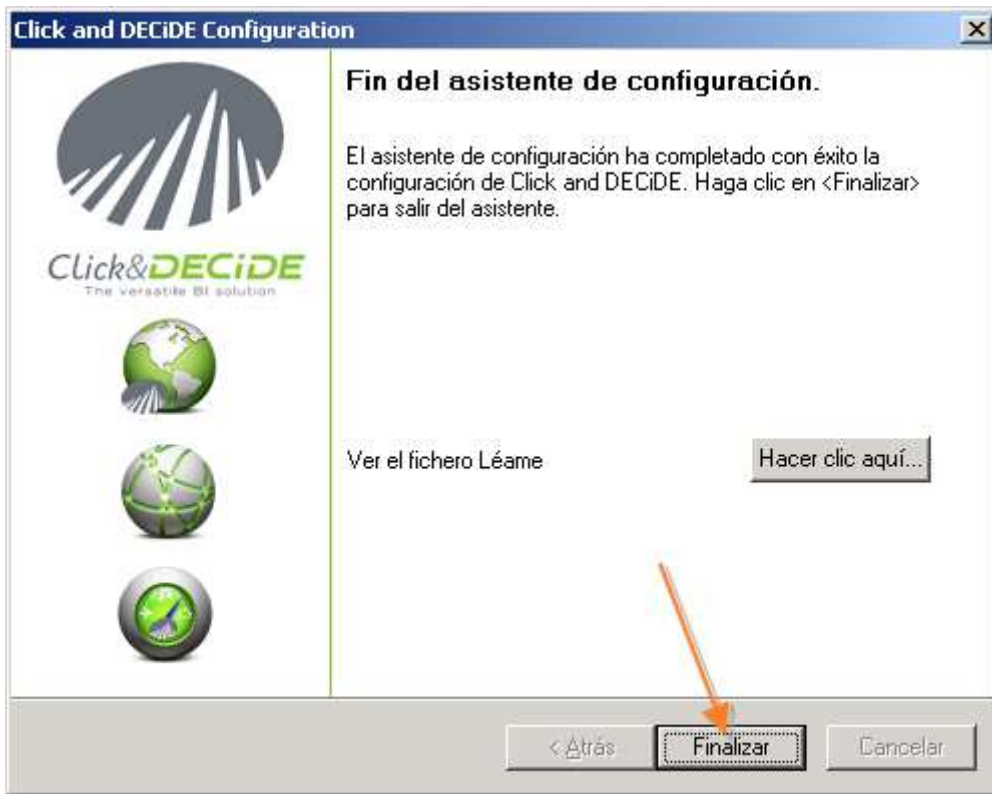 Click and DECiDE Configuration
Fin del asistente de configuración.
El asistente de configuración ha completado con éxito la
configuración de Click and DECiDE. Haga clic en <Finalizar>
para salir del asistente.
Click&DECiDE
The versatile BI solution
Ver el fichero Léame
Hacer clic aquí...
< Atrás
Finalizar
Cancelar